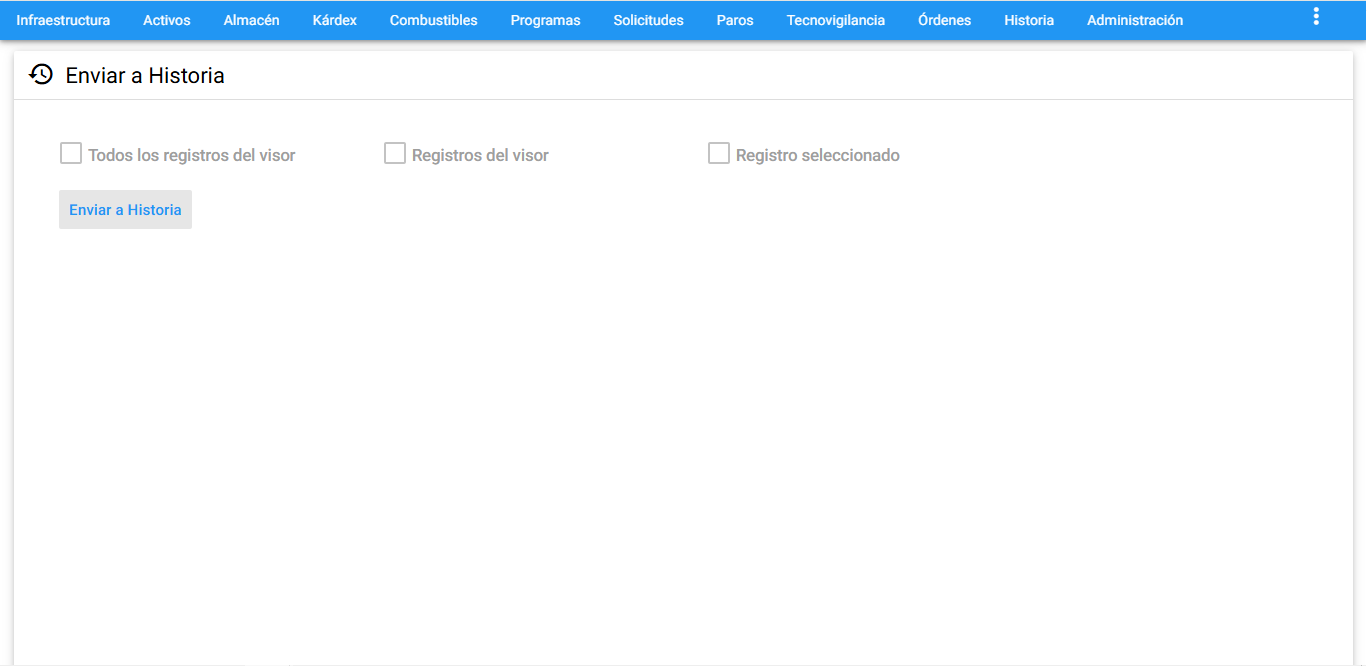 Infraestructura Activos Almacén Kárdex Combustibles Programas Solicitudes Paros Tecnovigilancia Órdenes Historia Administración
Enviar a Historia
Todos los registros del visor Registros del visor Registro seleccionado
Enviar a Historia